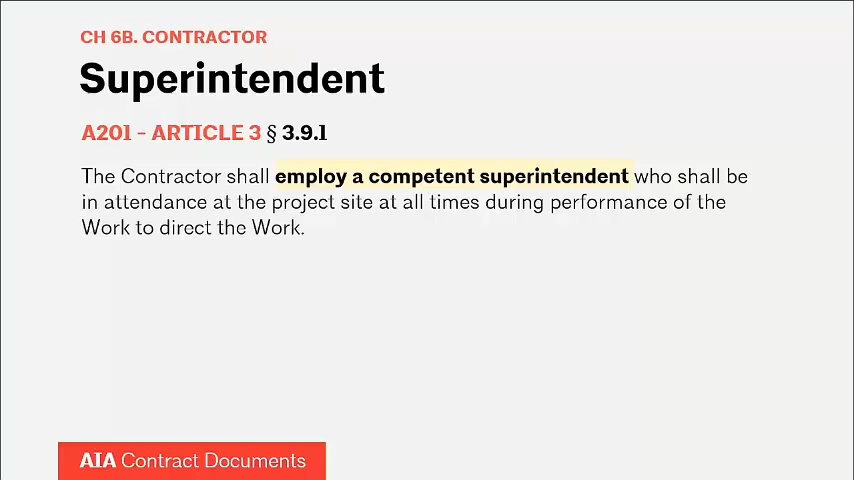 CH 6B. CONTRACTOR
Superintendent
A201 - ARTICLE 3 § 3.9.1
The Contractor shall employ a competent superintendent who shall be
in attendance at the project site at all times during performance of the
Work to direct the Work.
AIA Contract Documents